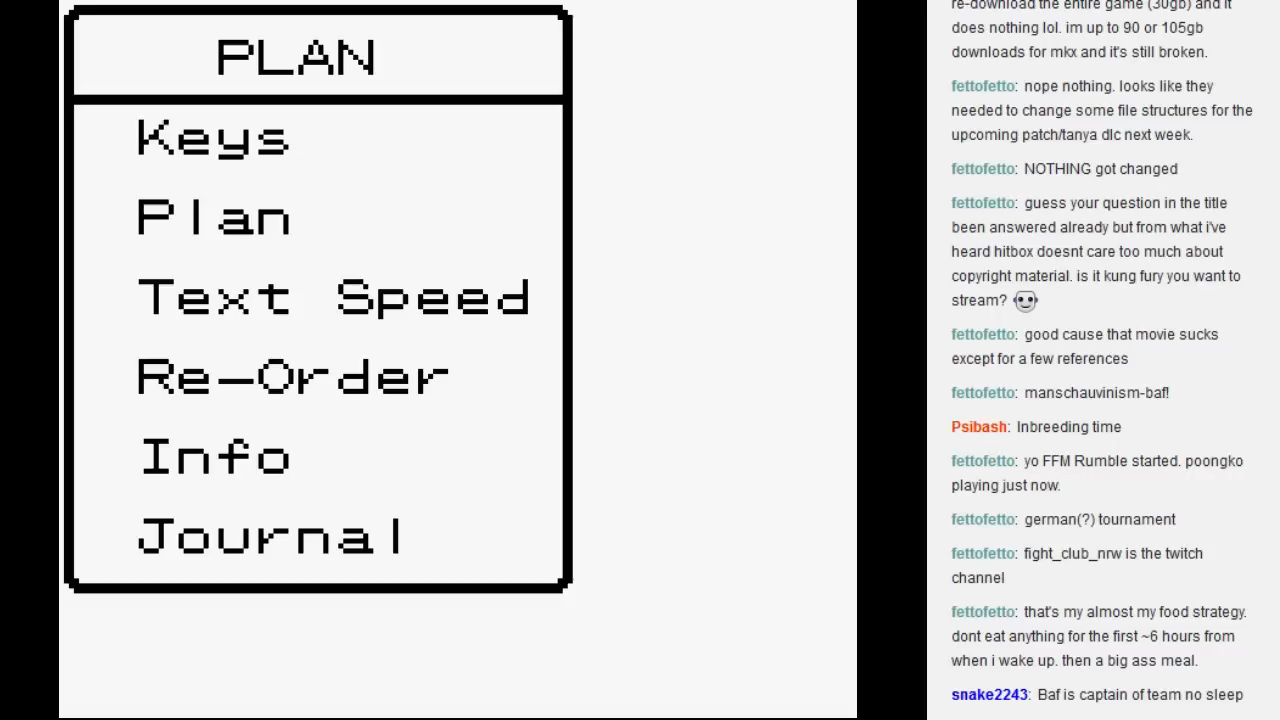 PLAN
Keys
Plan
Text Speed
Re-Order
Info
Journal
re-download the entire game (30gb) and it
does nothing lol. im up to 90 or 105gb
downloads for mkx and it's still broken.
fettofetto: nope nothing. looks like they
needed to change some file structures for the
upcoming patch/tanya dlc next week.
fettofetto: NOTHING got changed
fettofetto: guess your question in the title
been answered already but from what i've
heard hitbox doesnt care too much about
copyright material. is it kung fury you want to
stream?
fettofetto: good cause that movie sucks
except for a few references
fettofetto: manschauvinism-baf!
Psibash: Inbreeding time
fettofetto: yo FFM Rumble started. poongko
playing just now.
fettofetto: german(?) tournament
fettofetto: fight_club_nrw is the twitch
channel
fettofetto: that's my almost my food strategy.
dont eat anything for the first ~6 hours from
when i wake up. then a big ass meal.
snake2243: Baf is captain of team no sleep